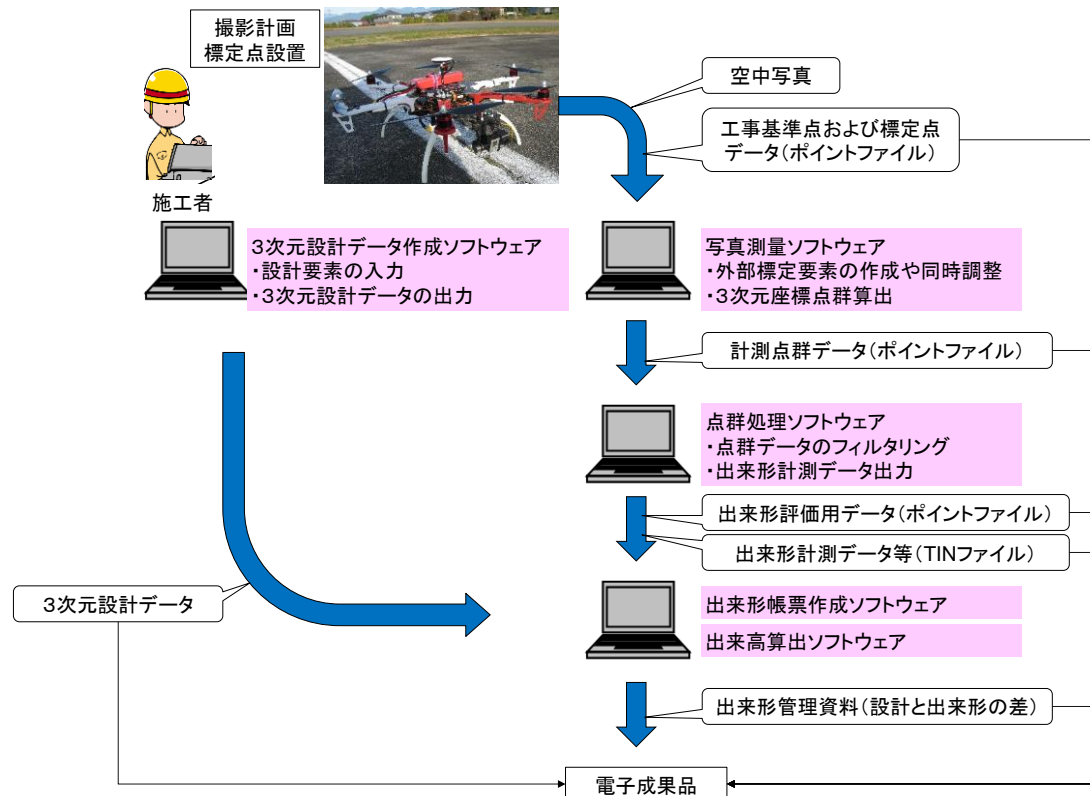 撮影計画
標定点設置
空中写真
工事基準点および標定点
データ(ポイントファイル)
施工者
3次元設計データ作成ソフトウェア
・設計要素の入力
・3次元設計データの出力
写真測量ソフトウェア
・外部標定要素の作成や同時調整
・3次元座標点群算出
計測点群データ(ポイントファイル)
点群処理ソフトウェア
・点群データのフィルタリング
・出来形計測データ出力
出来形評価用データ(ポイントファイル)
出来形計測データ等(TINファイル)
3次元設計データ
出来形帳票作成ソフトウェア
出来高算出ソフトウェア
出来形管理資料(設計と出来形の差)
電子成果品